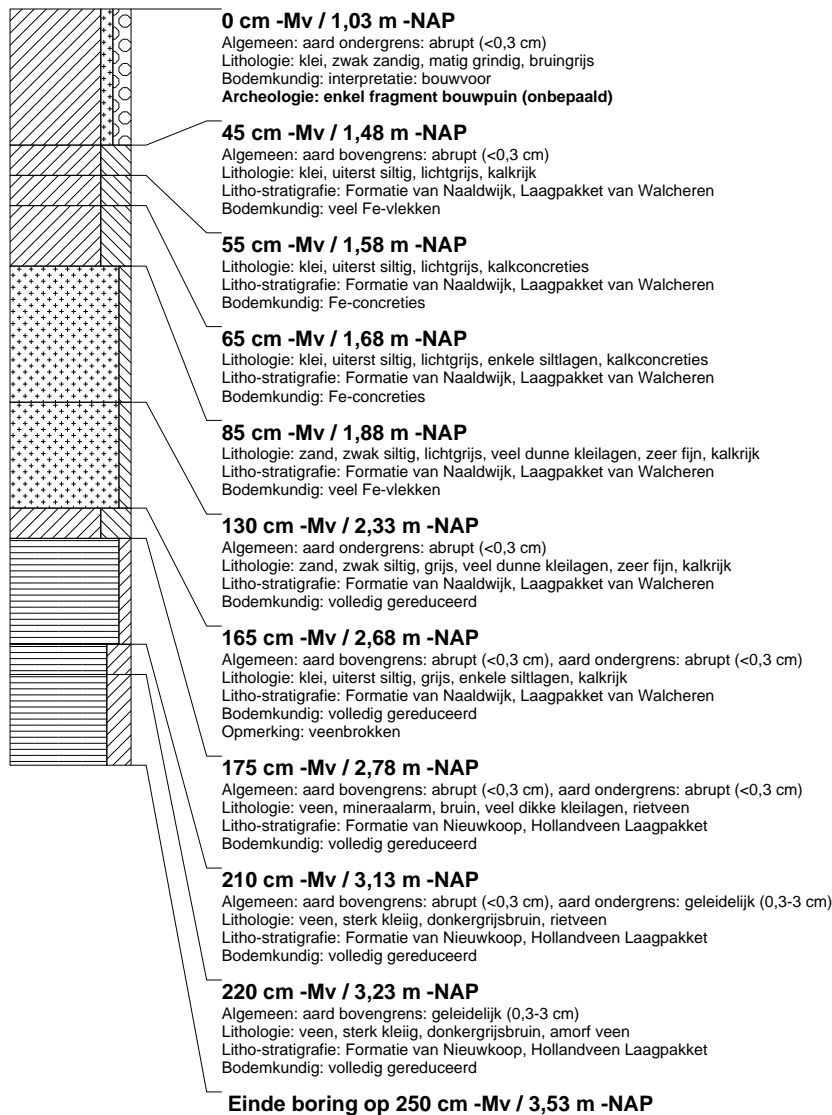 0 cm -Mv / 1,03 m -NAP
Algemeen: aard ondergrens: abrupt (<0,3 cm)
Lithologie: klei, zwak zandig, matig grindig, bruingrijs
Bodemkundig: interpretatie: bouwvoor
Archeologie: enkel fragment bouwpuin (onbepaald)
45 cm -Mv / 1,48 m -NAP
Algemeen: aard bovengrens: abrupt (<0,3 cm)
Lithologie: klei, uiterst siltig, lichtgrijs, kalkrijk
Litho-stratigrafie: Formatie van Naaldwijk, Laagpakket van Walcheren
Bodemkundig: veel Fe-vlekken
55 cm -Mv / 1,58 m -NAP
Lithologie: klei, uiterst siltig, lichtgrijs, kalkconcreties
Litho-stratigrafie: Formatie van Naaldwijk, Laagpakket van Walcheren
Bodemkundig: Fe-concreties
65 cm -Mv / 1,68 m -NAP
Lithologie: klei, uiterst siltig, lichtgrijs, enkele siltlagen, kalkconcreties
Litho-stratigrafie: Formatie van Naaldwijk, Laagpakket van Walcheren
Bodemkundig: Fe-concreties
85 cm -Mv / 1,88 m -NAP
Lithologie: zand, zwak siltig, lichtgrijs, veel dunne kleilagen, zeer fijn, kalkrijk
Litho-stratigrafie: Formatie van Naaldwijk, Laagpakket van Walcheren
Bodemkundig: veel Fe-vlekken
130 cm -Mv / 2,33 m -NAP
Algemeen: aard ondergrens: abrupt (<0,3 cm)
Lithologie: zand, zwak siltig, grijs, veel dunne kleilagen, zeer fijn, kalkrijk
Litho-stratigrafie: Formatie van Naaldwijk, Laagpakket van Walcheren
Bodemkundig: volledig gereduceerd
165 cm -Mv / 2,68 m -NAP
Algemeen: aard bovengrens: abrupt (<0,3 cm), aard ondergrens: abrupt (<0,3 cm)
Lithologie: klei, uiterst siltig, grijs, enkele siltlagen, kalkrijk
Litho-stratigrafie: Formatie van Naaldwijk, Laagpakket van Walcheren
Bodemkundig: volledig gereduceerd
Opmerking: veenbrokken
175 cm -Mv / 2,78 m -NAP
Algemeen: aard bovengrens: abrupt (<0,3 cm), aard ondergrens: abrupt (<0,3 cm)
Lithologie: veen, mineraalarm, bruin, veel dikke kleilagen, rietveen
Litho-stratigrafie: Formatie van Nieuwkoop, Hollandveen Laagpakket
Bodemkundig: volledig gereduceerd
210 cm -Mv / 3,13 m -NAP
Algemeen: aard bovengrens: abrupt (<0,3 cm), aard ondergrens: geleidelijk (0,3-3 cm)
Lithologie: veen, sterk kleiig, donkergrijsbruin, rietveen
Litho-stratigrafie: Formatie van Nieuwkoop, Hollandveen Laagpakket
Bodemkundig: volledig gereduceerd
220 cm -Mv / 3,23 m -NAP
Algemeen: aard bovengrens: geleidelijk (0,3-3 cm)
Lithologie: veen, sterk kleiig, donkergrijsbruin, amorf veen
Litho-stratigrafie: Formatie van Nieuwkoop, Hollandveen Laagpakket
Bodemkundig: volledig gereduceerd
Einde boring op 250 cm -Mv / 3,53 m -NAP